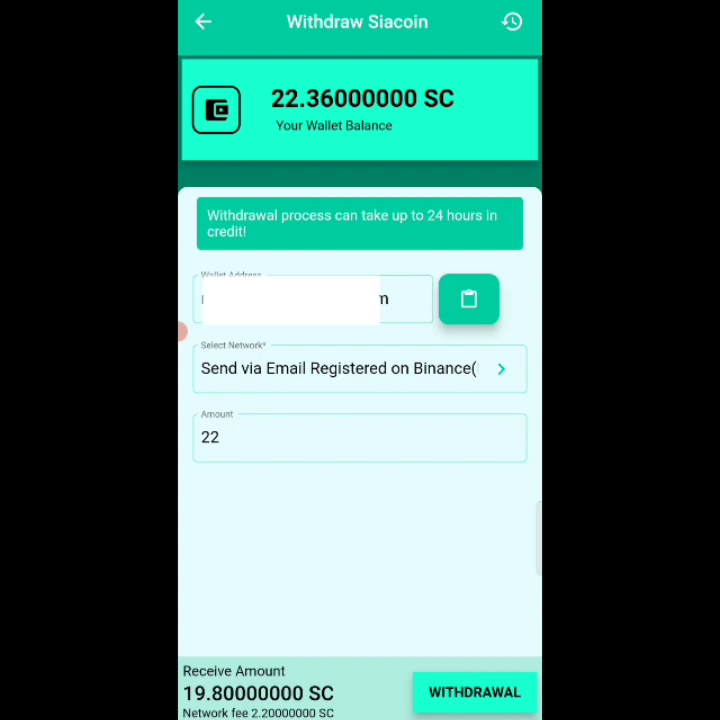 Withdraw Siacoin
22.36000000 SC
Your Wallet Balance
Withdrawal process can take up to 24 hours in
credit!
Wallet Address
Select Network*
Send via Email Registered on Binance(
Amount
22
Receive Amount
19.80000000 SC
Network fee 2.20000000 SC
WITHDRAWAL